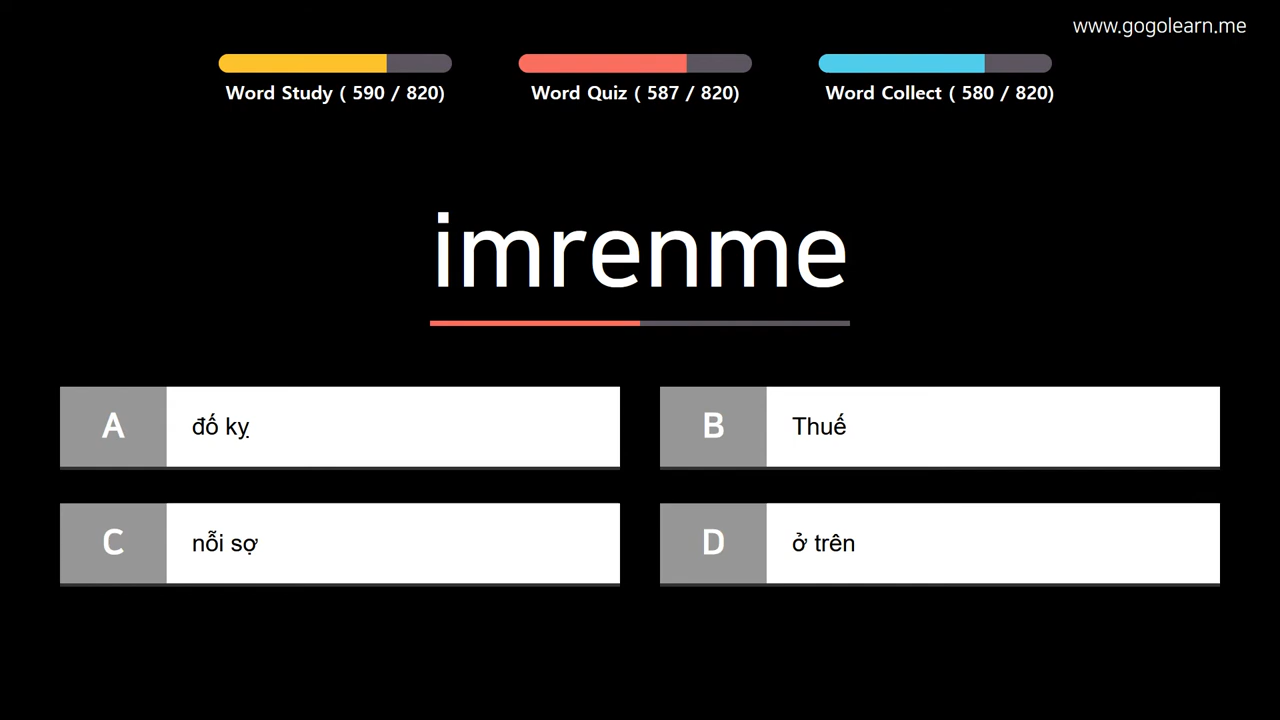 www.gogolearn.me
Word Study ( 590 / 820)
Word Quiz ( 587 / 820)
Word Collect ( 580 / 820)
imrenme
A đố kỵ
B Thuế
C nỗi sợ
D ở trên